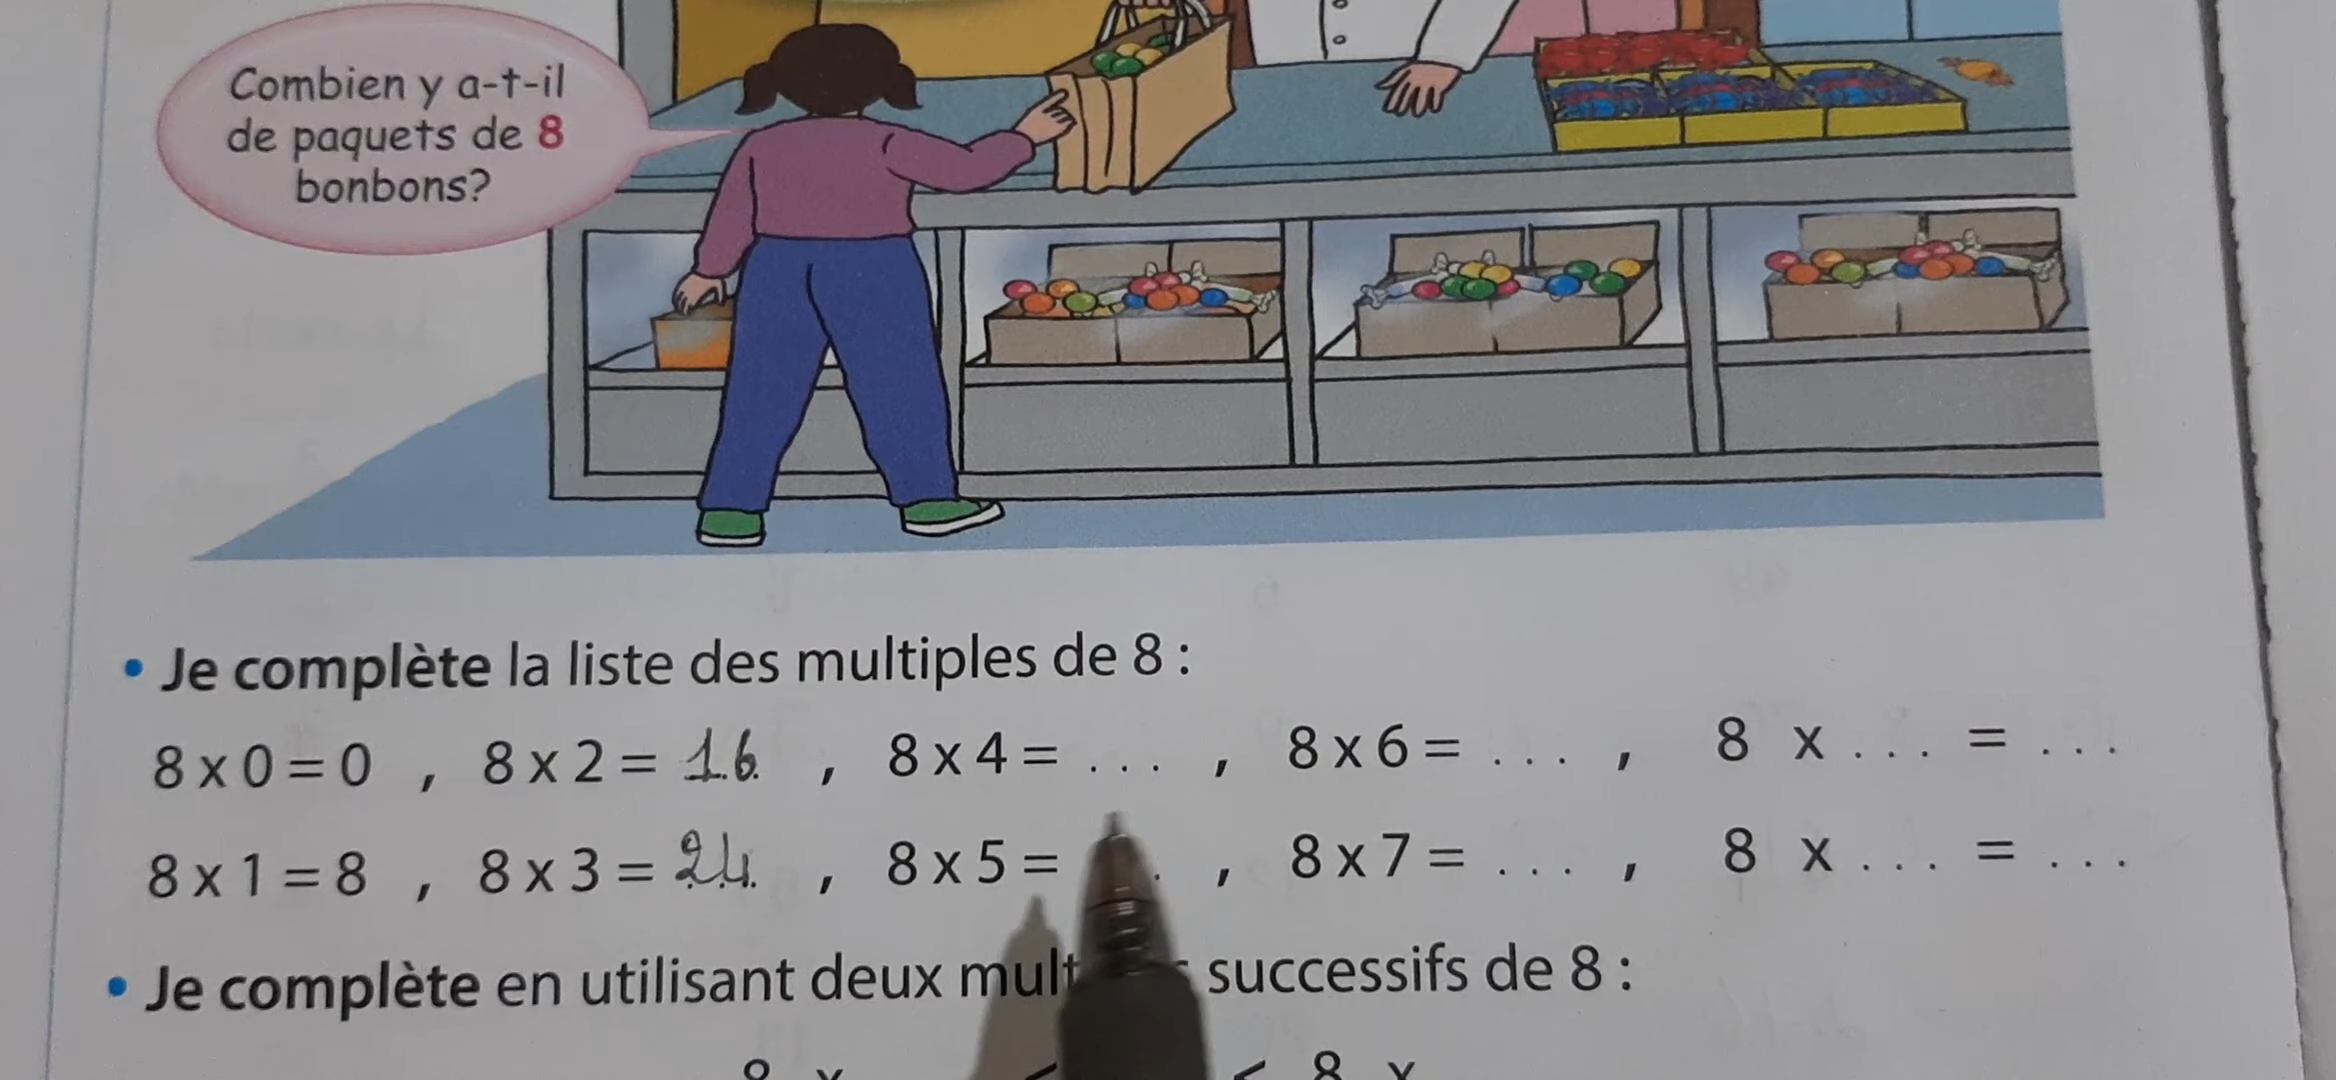 Combien y a-t-il
de paquets de 8
bonbons?
• Je complète la liste des multiples de 8 :
8 x 0 = 0 , 8 x 2 = 16 , 8 x 4 = ... , 8 x 6 = ... , 8 x ... = ...
8 x 1 = 8 , 8 x 3 = 24 , 8 x 5 = . , 8 x 7 = ... , 8 x ... = ...
• Je complète en utilisant deux successifs de 8 :
8 x < < 8 x